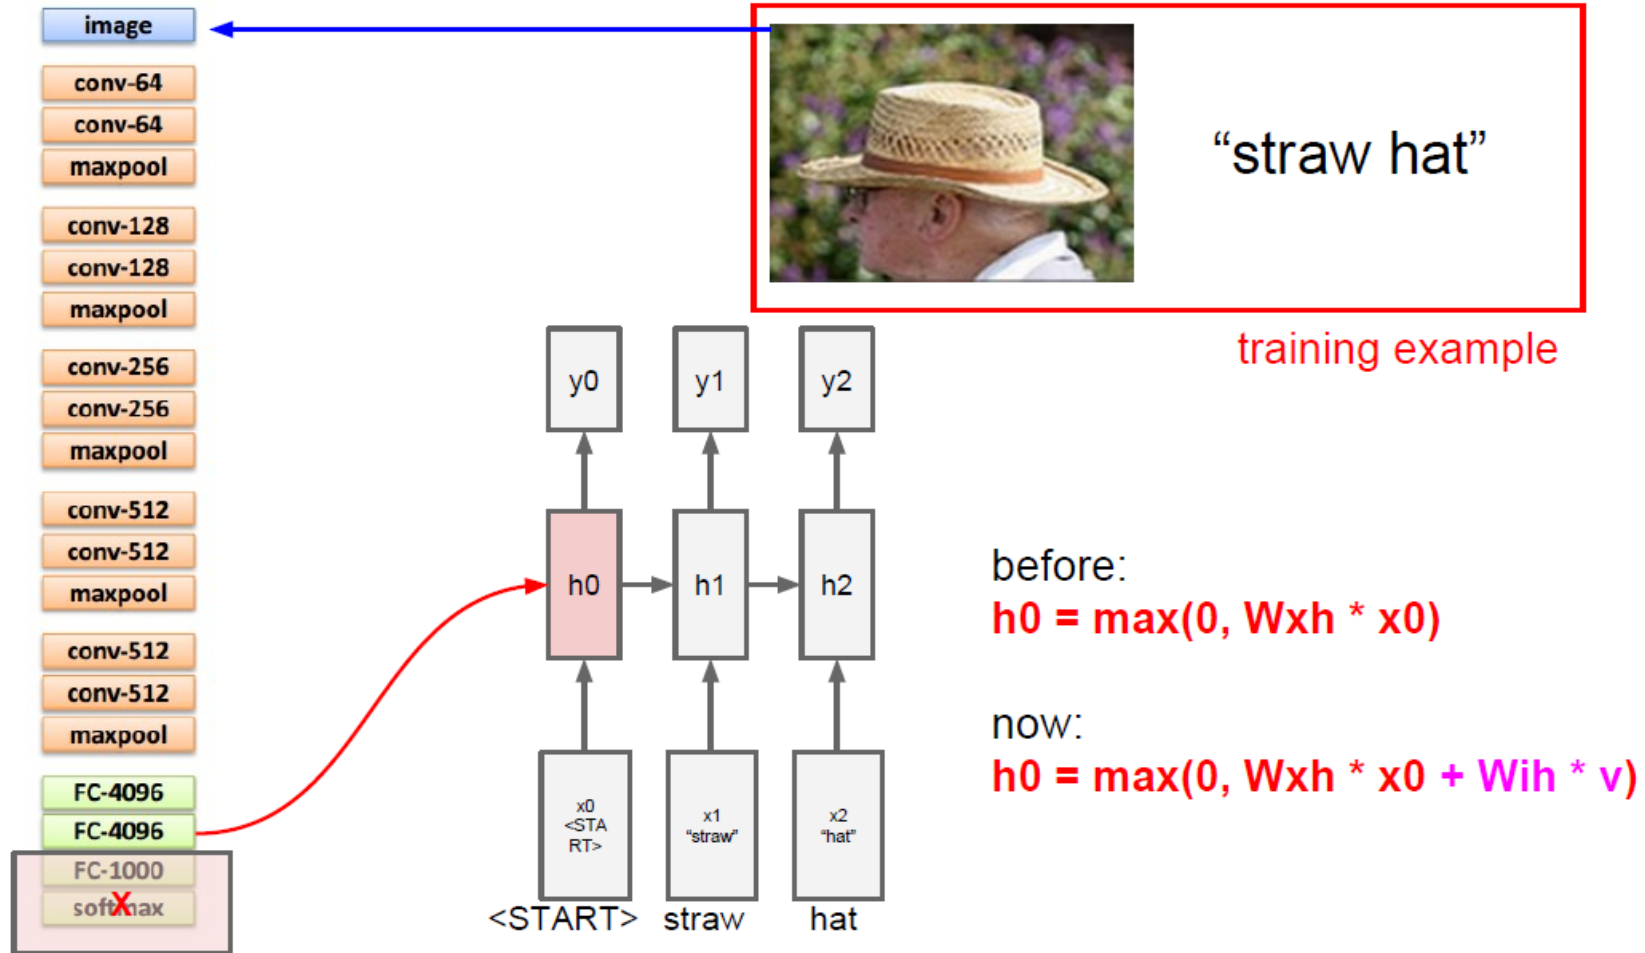 image
conv-64
conv-64
maxpool
conv-128
conv-128
maxpool
conv-256
conv-256
maxpool
conv-512
conv-512
maxpool
conv-512
conv-512
maxpool
FC-4096
FC-4096
FC-1000
softmax
X
“straw hat”
training example
y0
y1
y2
h0
h1
h2
x0
<STA
RT>
x1
“straw”
x2
“hat”
<START>
straw
hat
before:
h0 = max(0, Wxh * x0)
now:
h0 = max(0, Wxh * x0 + Wih * v)